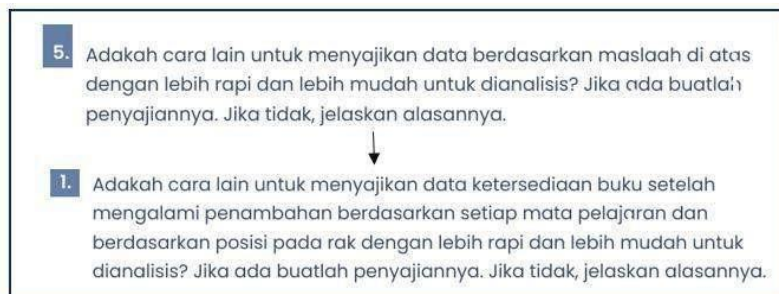 5. Adakah cara lain untuk menyajikan data berdasarkan maslaah di atas
dengan lebih rapi dan lebih mudah untuk dianalisis? Jika ada buatlah
penyajiannya. Jika tidak, jelaskan alasannya.
1. Adakah cara lain untuk menyajikan data ketersediaan buku setelah
mengalami penambahan berdasarkan setiap mata pelajaran dan
berdasarkan posisi pada rak dengan lebih rapi dan lebih mudah untuk
dianalisis? Jika ada buatlah penyajiannya. Jika tidak, jelaskan alasannya.